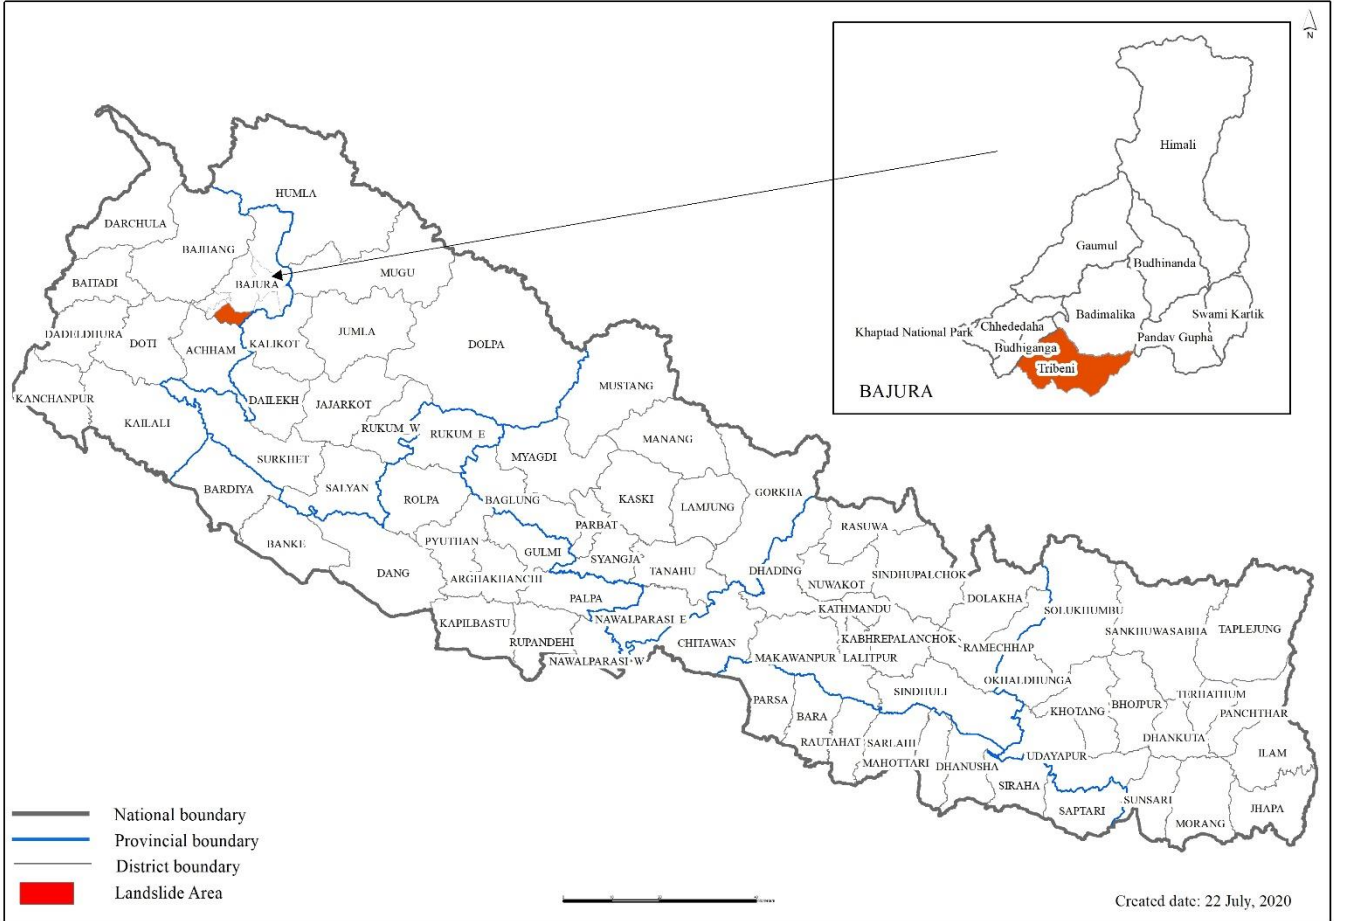 N
Himali
HUMLA
DARCHULA
Gaumul
BAJHANG
Budhinanda
MUGU
BAITADI
BAJURA
Badimalika
Swami Kartik
Chhededaha
Khaptad National Park
DADELDHURA
JUMLA
Pandav Gupha
DOTI
KALIKOT
DOLPA
Budhiganga
ACHHAM
Tribeni
BAJURA
MUSTANG
KANCHANPUR
DAILEKH
JAJARKOT
KAILALI
RUKUM_W
RUKUM_E
MANANG
SURKHET
MYAGDI
BARDIYA
SALYAN
ROLPA
BAGLUNG
KASKI
LAMJUNG
GORKHA
PARBAT
RASUWA
BANKE
PYUTHAN
GULMI
SYANGJA
DANG
TANAHU
DHADING
SINDHUPALCHOK
ARGHAKHANCHI
NUWAKOT
PALPA
DOLAKHA
KATHMANDU
SOLUKHUMBU
KAPILBASTU
NAWALPARASI_E
SANKHUWASABHA
TAPLEJUNG
RUPANDEHI
CHITAWAN
KABHREPALANCHOK
RAMECHHAP
NAWALPARASI_W
MAKAWANPUR
LALITPUR
OKHALDHUNGA
SINDHULI
TERHATHUM
PARSA
BHOJPUR
KHOTANG
PANCHTHAR
BARA
DHANKUTA
RAUTAHAT
SARLAHI
ILAM
UDAYAPUR
MAHOTTARI
DHANUSHA
SIRAHA
SUNSARI
SAPTARI
JHAPA
MORANG
National boundary
Provincial boundary
District boundary
Landslide Area
Created date: 22 July, 2020